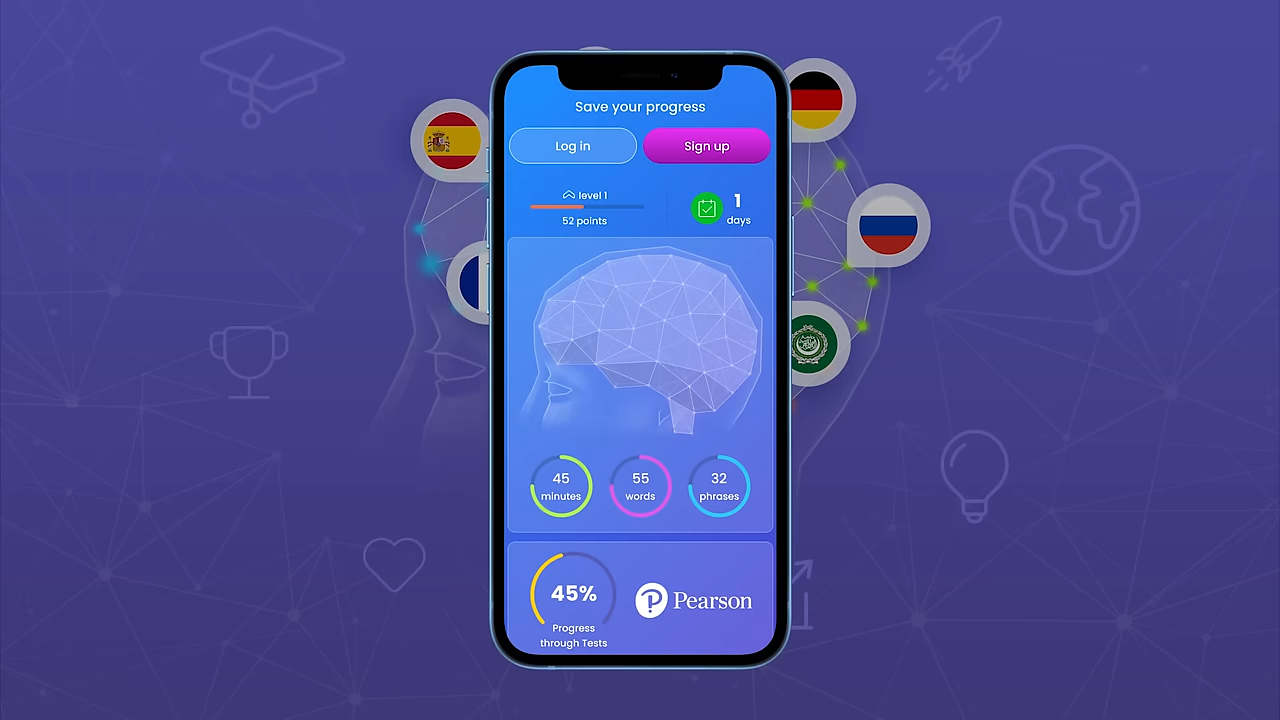 Save your progress
Log in
Sign up
level 1
52 points
1
days
45
minutes
55
words
32
phrases
45%
Progress
through Tests
Pearson